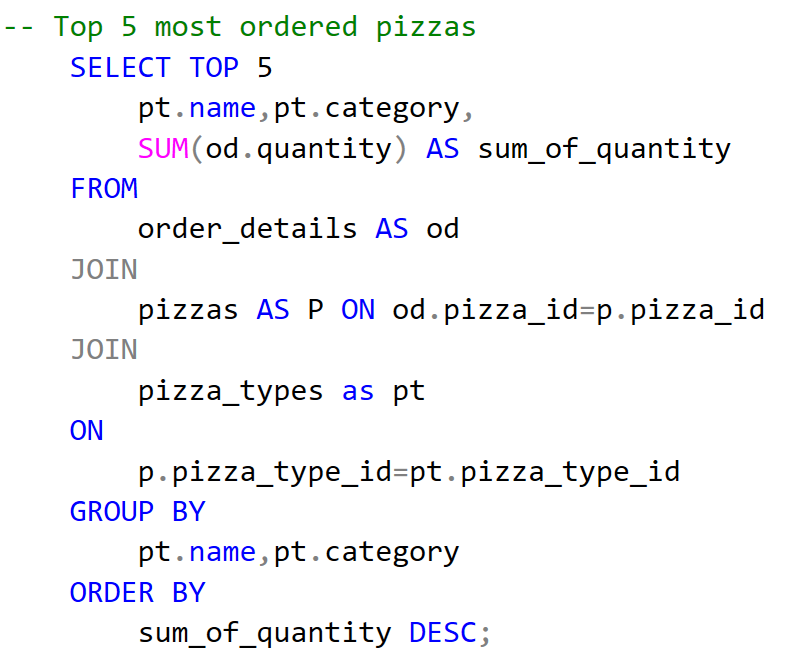 -- Top 5 most ordered pizzas
SELECT TOP 5
pt.name,pt.category,
SUM(od.quantity) AS sum_of_quantity
FROM
order_details AS od
JOIN
pizzas AS P ON od.pizza_id=p.pizza_id
JOIN
pizza_types as pt
ON
p.pizza_type_id=pt.pizza_type_id
GROUP BY
pt.name,pt.category
ORDER BY
sum_of_quantity DESC;